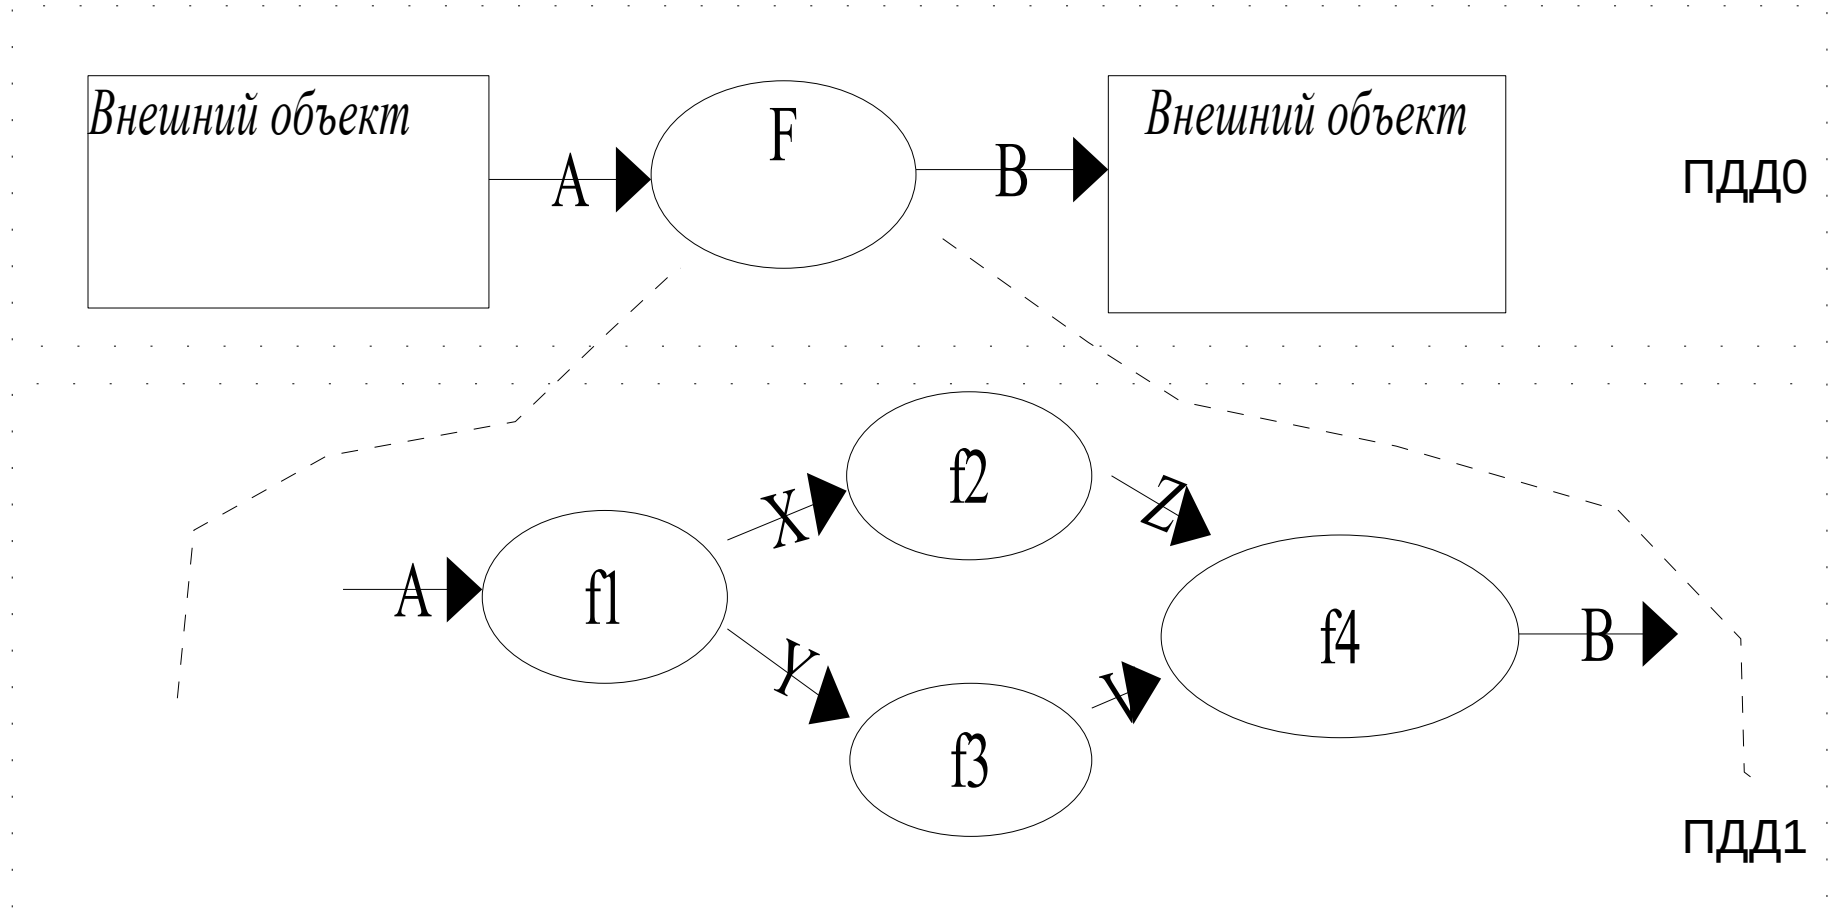 Внешний объект
F
Внешний объект
A
B
ПДД0
f2
X
Z
A
f1
f4
B
Y
V
f3
ПДД1